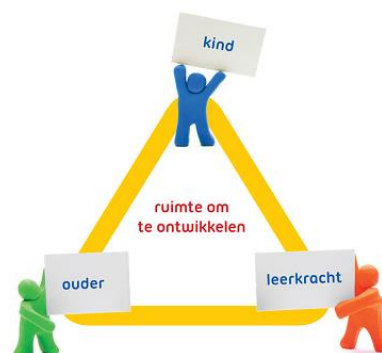 kind
ruimte om
te ontwikkelen
ouder
leerkracht